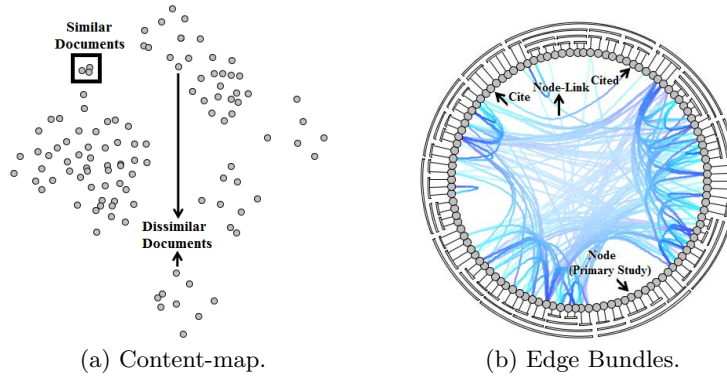 Similar
Documents
Dissimilar
Documents
(a) Content-map.
Cited
Node-Link
Cite
Node
(Primary Study)
(b) Edge Bundles.